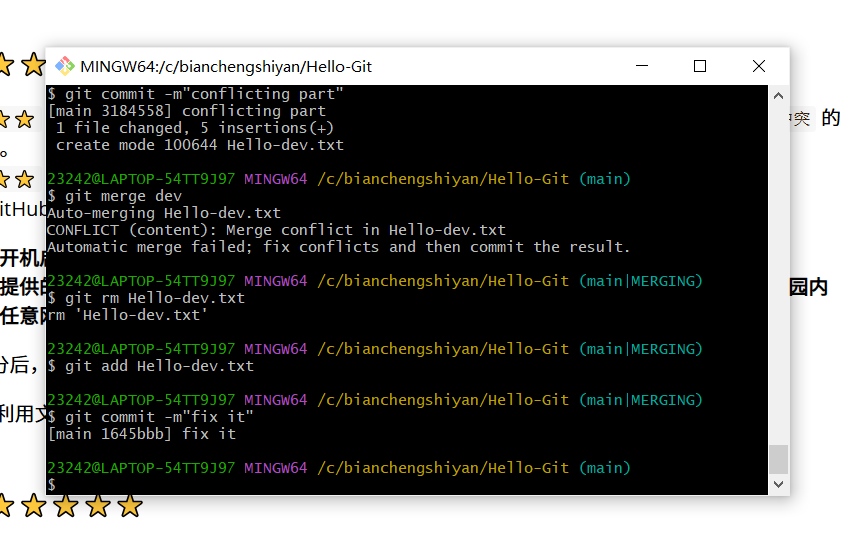 MINGW64:/c/bianchengshiyan/Hello-Git
$ git commit -m"conflicting part"
[main 3184558] conflicting part
1 file changed, 5 insertions(+)
create mode 100644 Hello-dev.txt
突 的
。
23242@LAPTOP-54TT9J97 MINGW64 /c/bianchengshiyan/Hello-Git (main)
$ git merge dev
itHub
Auto-merging Hello-dev.txt
CONFLICT (content): Merge conflict in Hello-dev.txt
Automatic merge failed; fix conflicts and then commit the result.
开机
23242@LAPTOP-54TT9J97 MINGW64 /c/bianchengshiyan/Hello-Git (main|MERGING)
提供的
园内
$ git rm Hello-dev.txt
rm 'Hello-dev.txt'
任意
23242@LAPTOP-54TT9J97 MINGW64 /c/bianchengshiyan/Hello-Git (main|MERGING)
分后，
$ git add Hello-dev.txt
23242@LAPTOP-54TT9J97 MINGW64 /c/bianchengshiyan/Hello-Git (main|MERGING)
利用文
$ git commit -m"fix it"
[main 1645bbb] fix it
23242@LAPTOP-54TT9J97 MINGW64 /c/bianchengshiyan/Hello-Git (main)
$